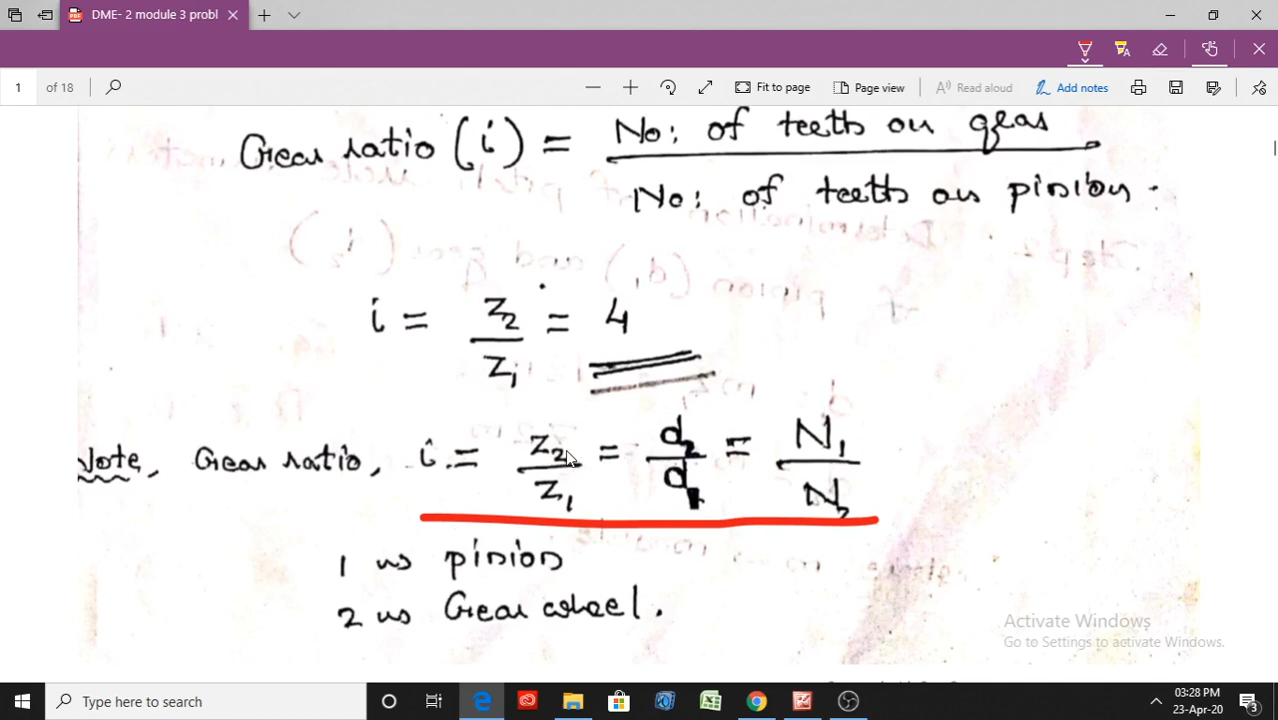 DME- 2 module 3 probl
1 of 18
Fit to page
Page view
Read aloud
Add notes
Gear ratio (i) = No: of teeth on gear
No: of teeth on pinion.
i = Z2 = 4
Z1
Note, Gear ratio, i. = Z2 = d2 = N1
Z1 d1 N2
1 → pinion
2 → Gear wheel.
Activate Windows
Go to Settings to activate Windows.
Type here to search
03:28 PM
23-Apr-20
3